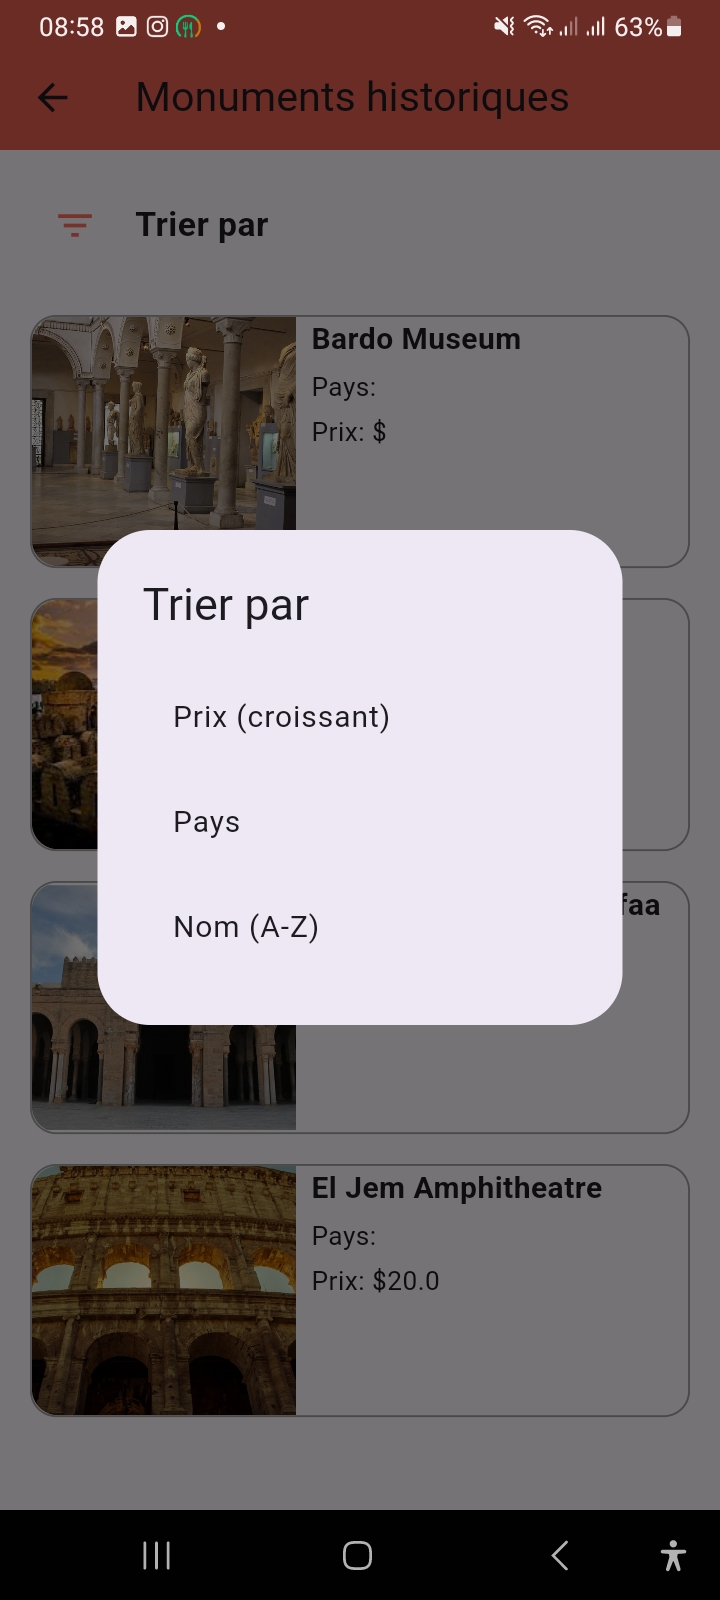 08:58
63%
Monuments historiques
Trier par
Bardo Museum
Pays:
Prix: $
Trier par
Prix (croissant)
Pays
Nom (A-Z)
faa
El Jem Amphitheatre
Pays:
Prix: $20.0